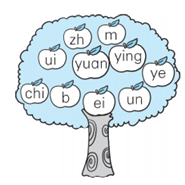 zh m
ui yuan ying ye
chi b ei un